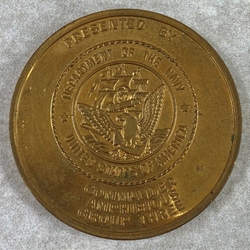 PRESENTED BY
DEPARTMENT OF THE NAVY
UNITED STATES OF AMERICA
COMMANDER
AMPHIBIOUS
GROUP THREE